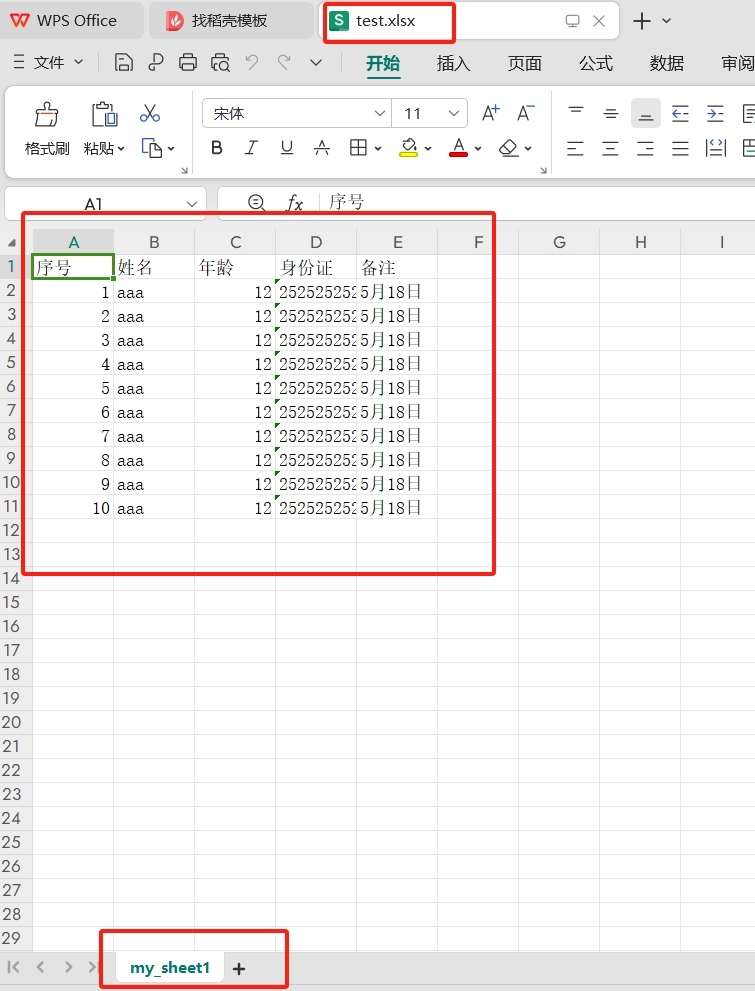 WPS Office 找稻壳模板 S test.xlsx
文件 开始 插入 页面 公式 数据 审阅
宋体 11 A+ A-
格式刷 粘贴 B I U A A
A1 fx 序号
A B C D E F G H I
1 序号 姓名 年龄 身份证 备注
2 1 aaa 12 252525252 5月18日
3 2 aaa 12 252525252 5月18日
4 3 aaa 12 252525252 5月18日
5 4 aaa 12 252525252 5月18日
6 5 aaa 12 252525252 5月18日
7 6 aaa 12 252525252 5月18日
8 7 aaa 12 252525252 5月18日
9 8 aaa 12 252525252 5月18日
10 9 aaa 12 252525252 5月18日
11 10 aaa 12 252525252 5月18日
12
13
14
15
16
17
18
19
20
21
22
23
24
25
26
27
28
29
my_sheet1 +